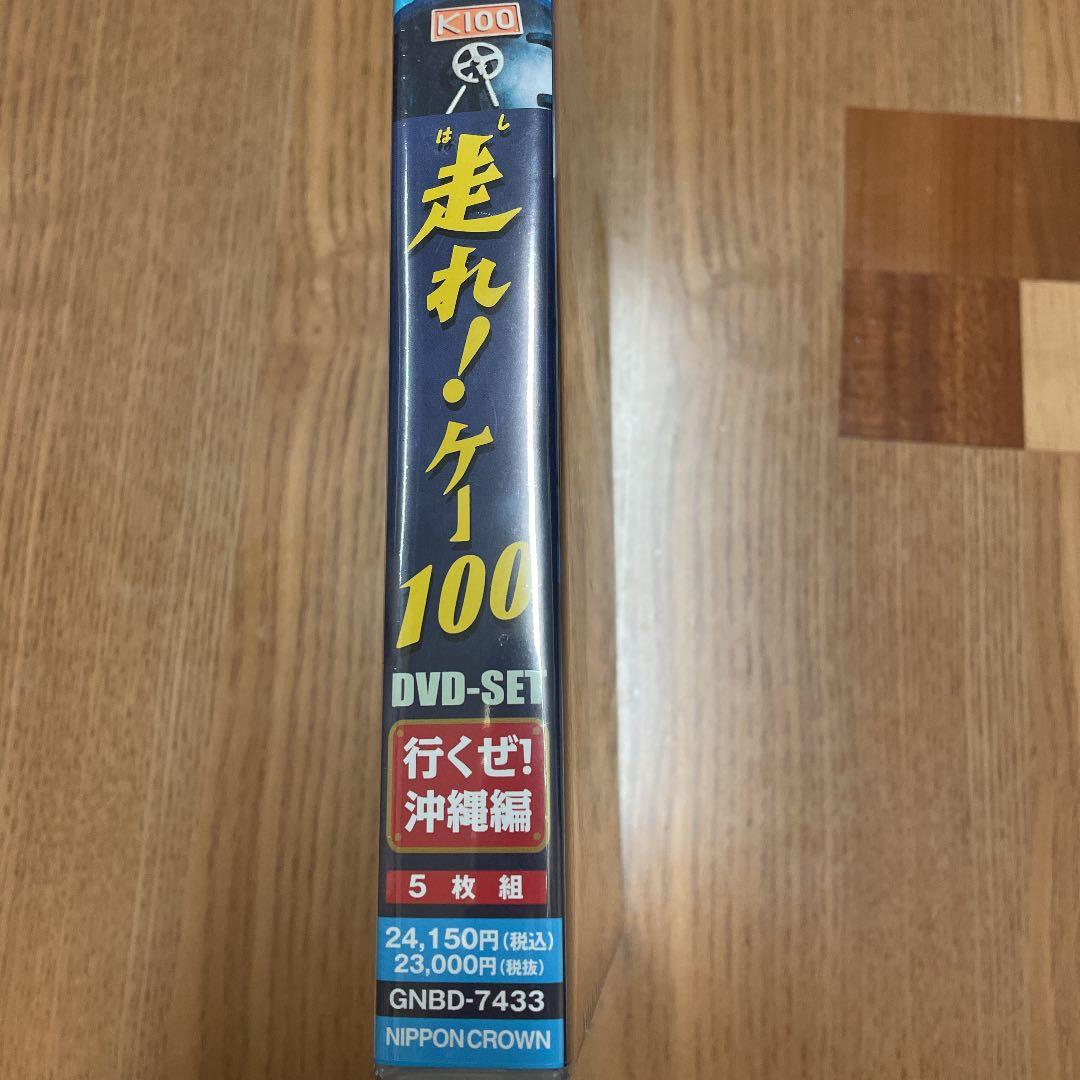 K100
はし
走れ!ケー100
DVD-SET
行くぜ!
沖縄編
5枚組
24,150円(税込)
23,000円(税抜)
GNBD-7433
NIPPON CROWN